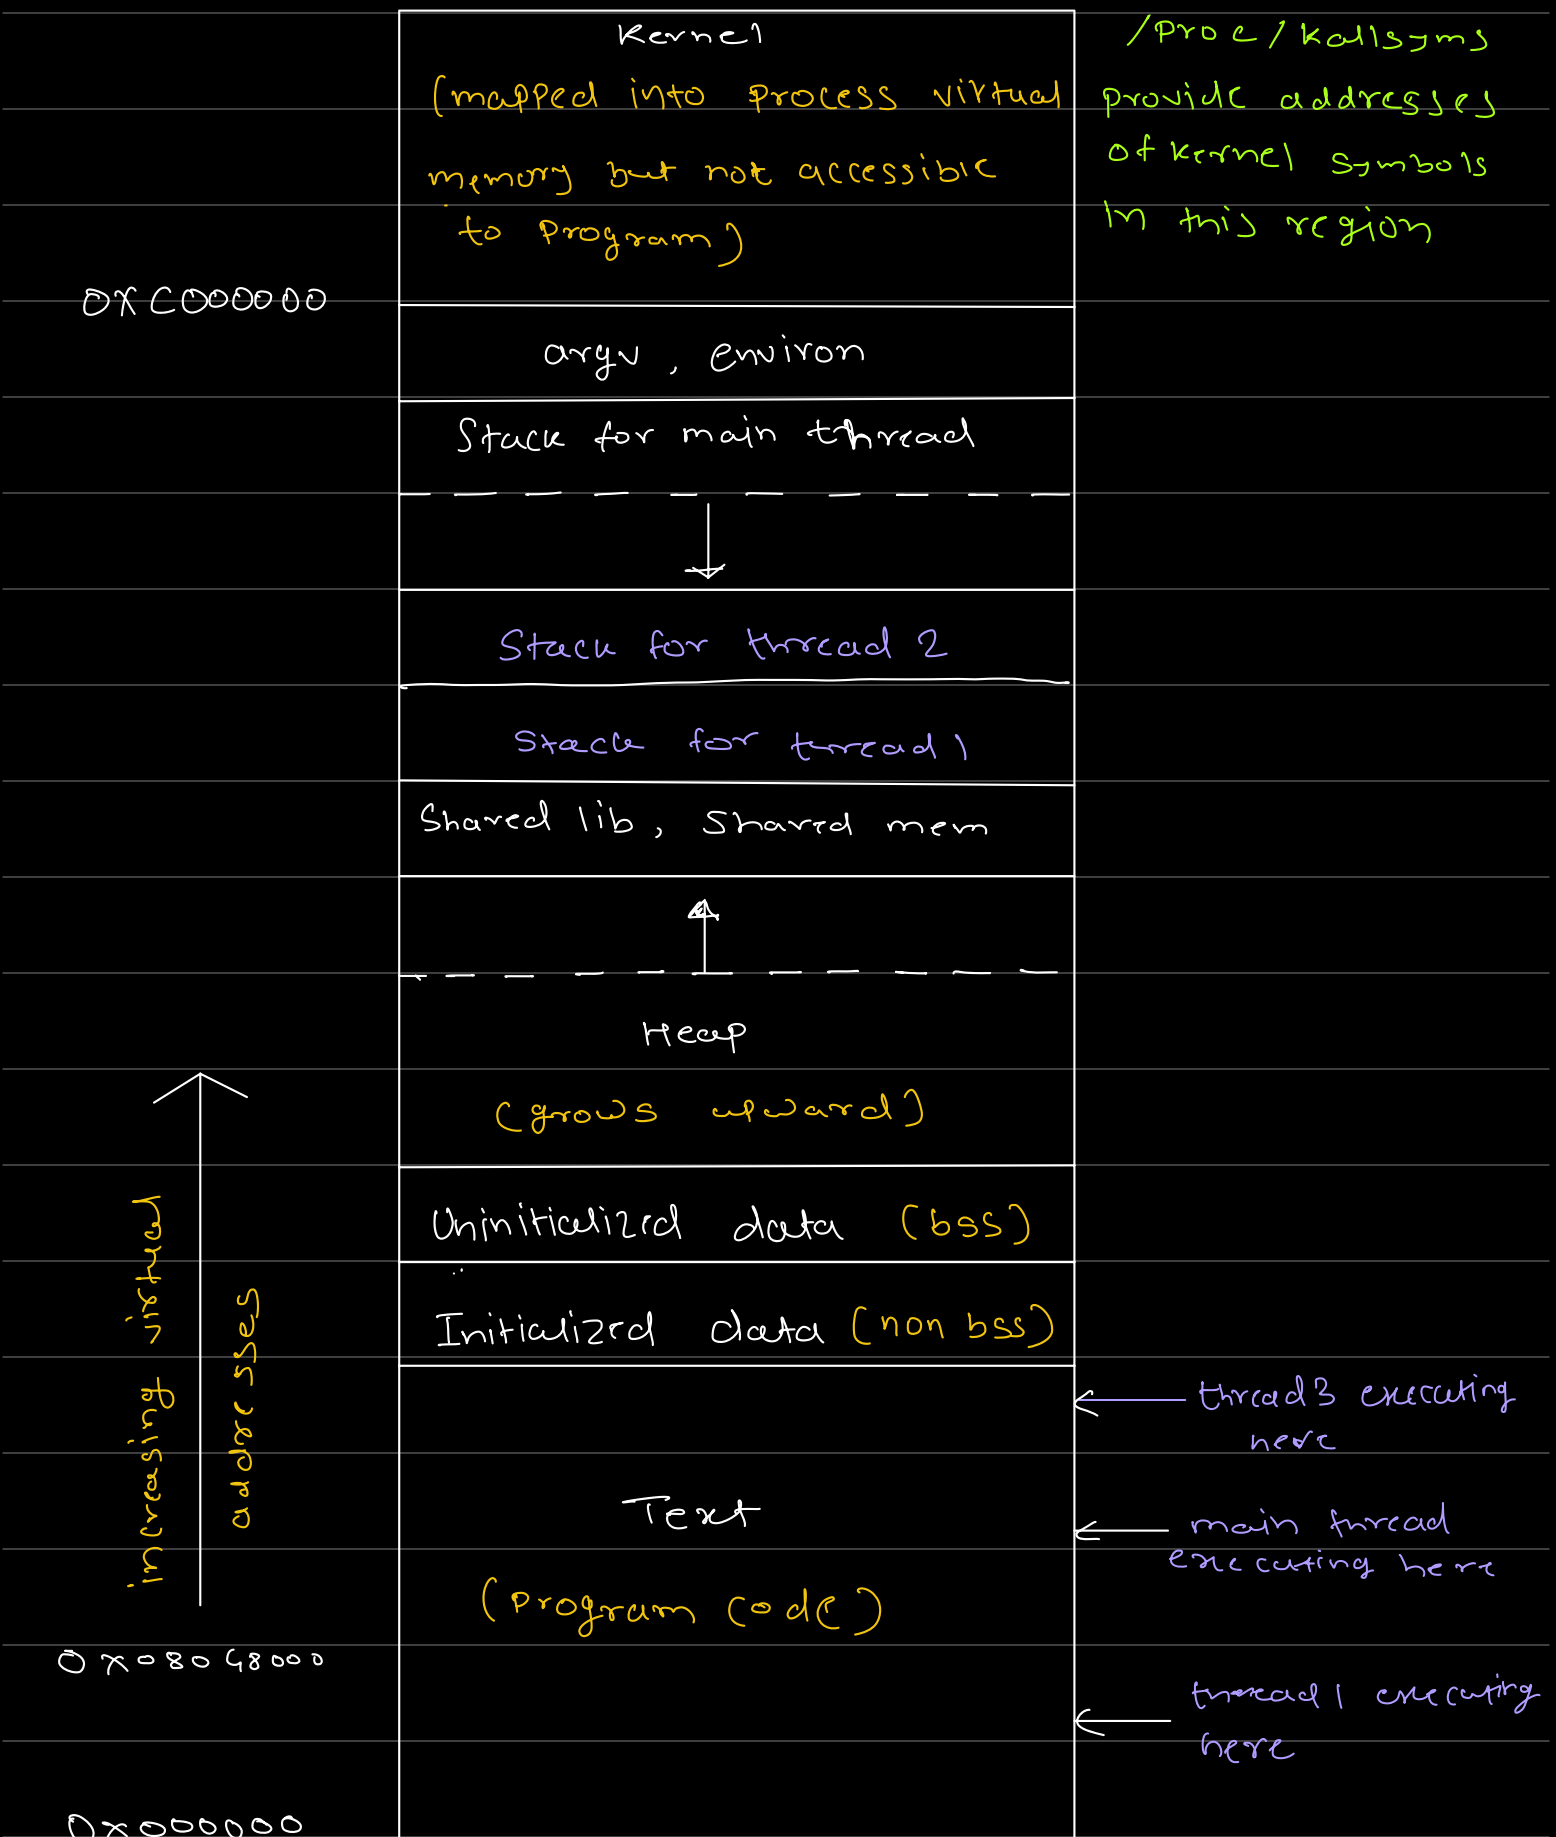 Kernel
(mapped into process virtual
memory but not accessible
to program)
/proc/kallsyms
provide addresses
of kernel symbols
In this region
0XC000000
argv, environ
Stack for main thread
Stack for thread 2
Stack for thread 1
Shared lib, Shared mem
Heap
(grows upward)
Uninitialized data (bss)
Initialized data (non bss)
increasing virtual
addresses
thread3 executing
here
Text
(Program code)
main thread
executing here
0x08048000
thread 1 executing
here
0x000000